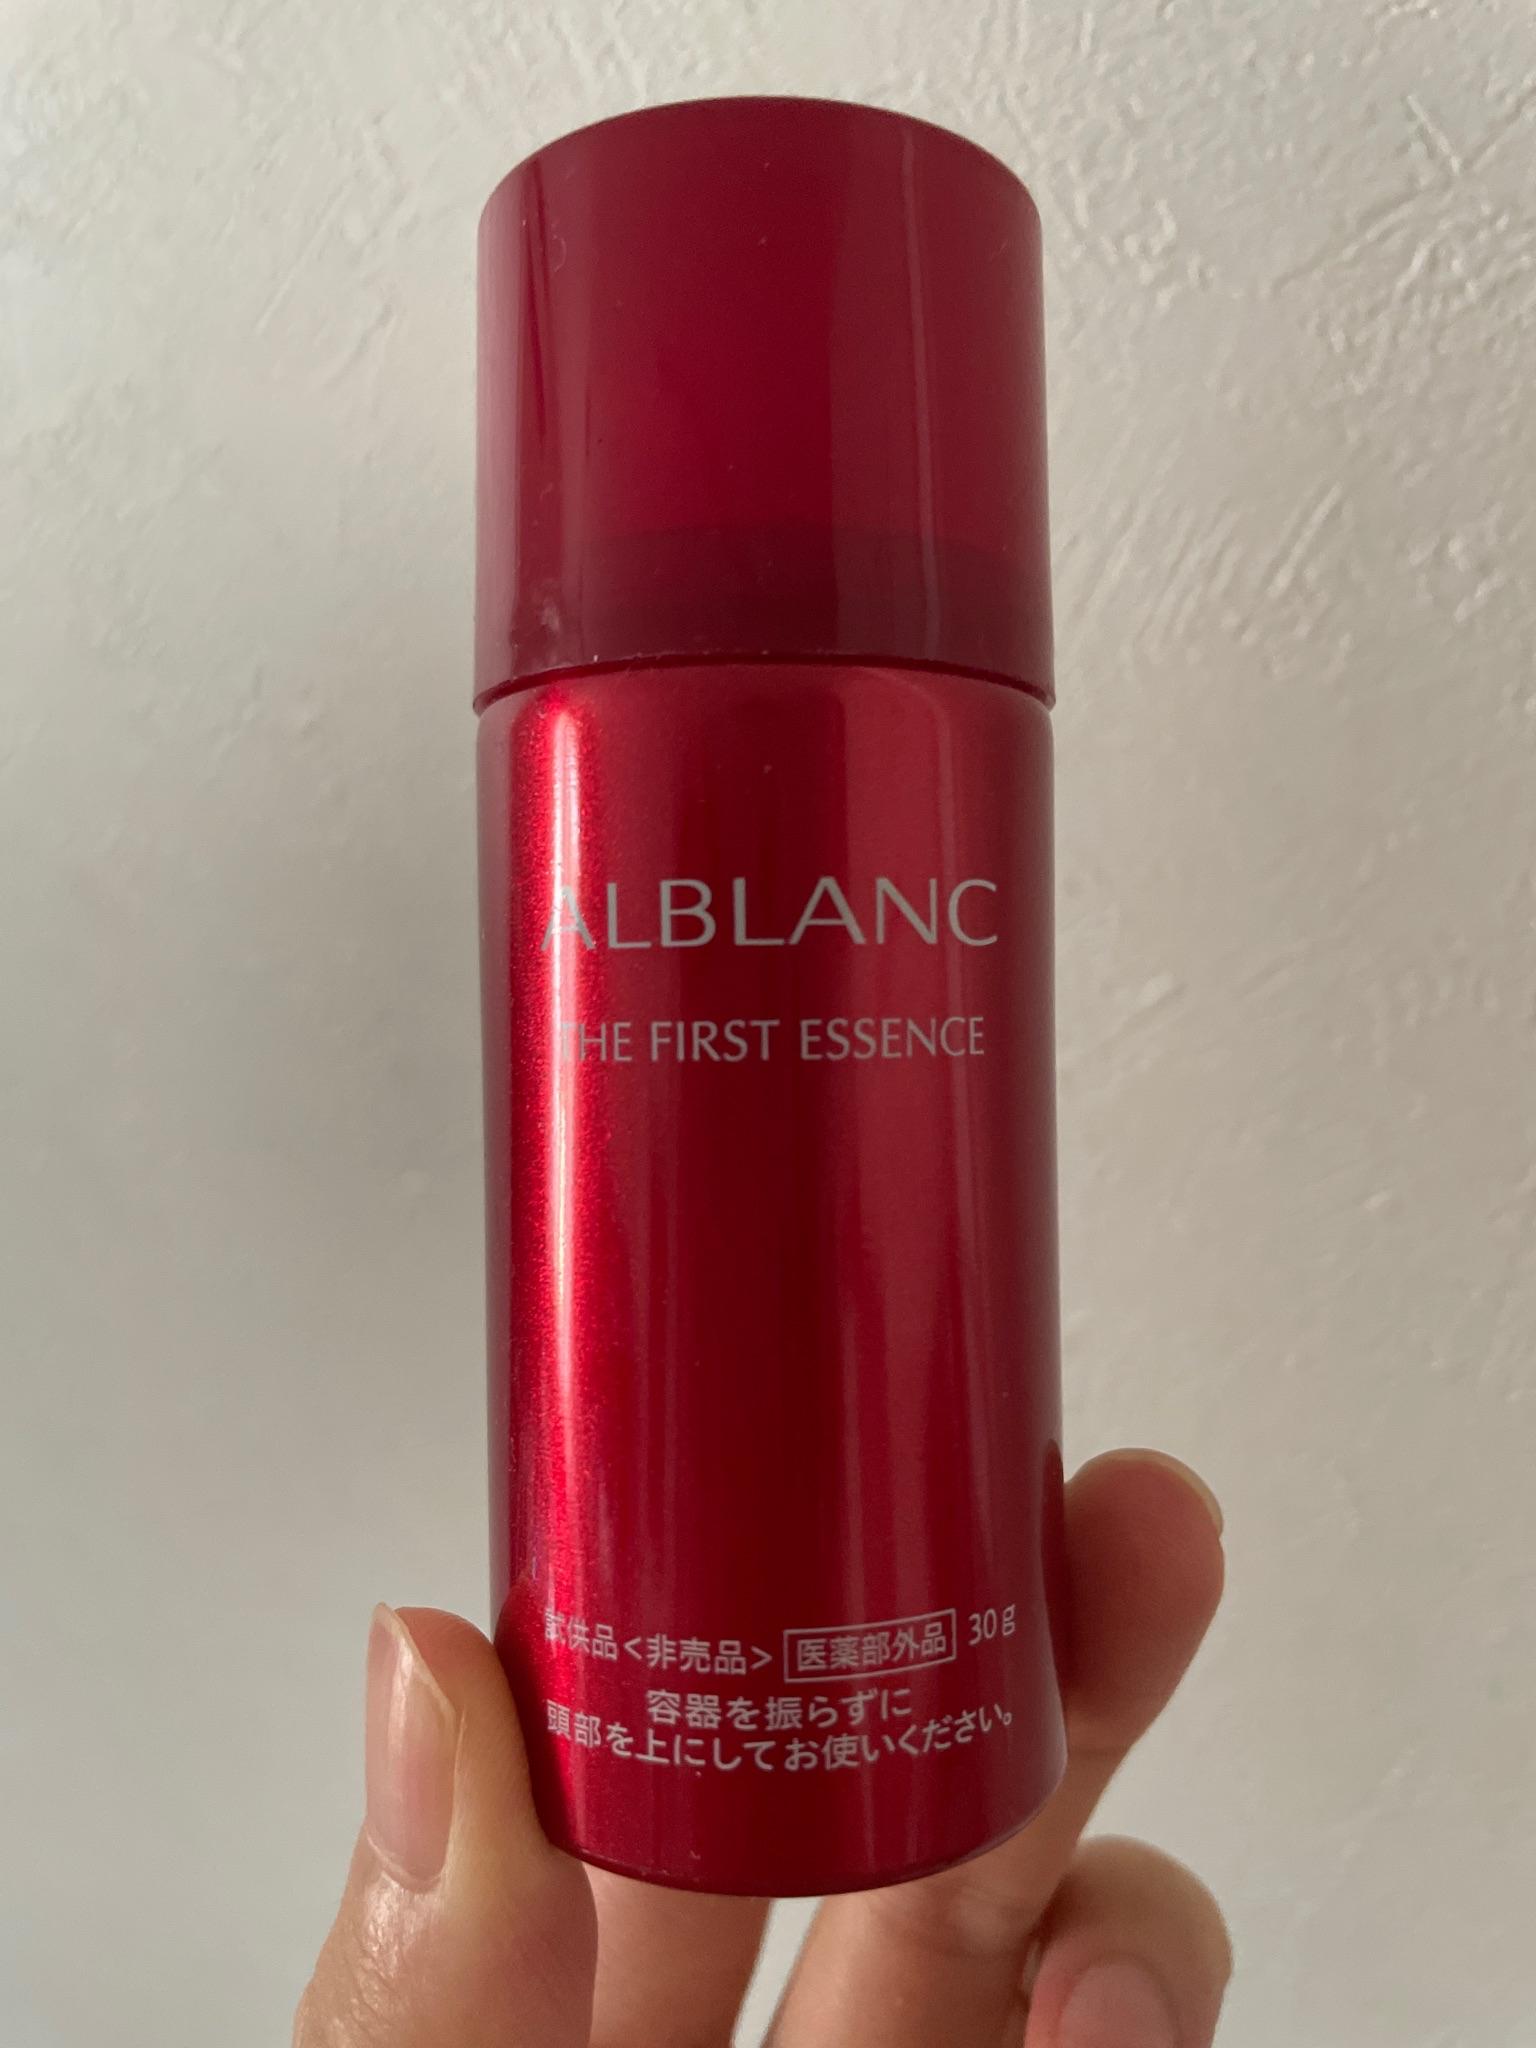 ALBLANC
THE FIRST ESSENCE
試供品<非売品> 医薬部外品 30g
容器を振らずに
頭部を上にしてお使いください。